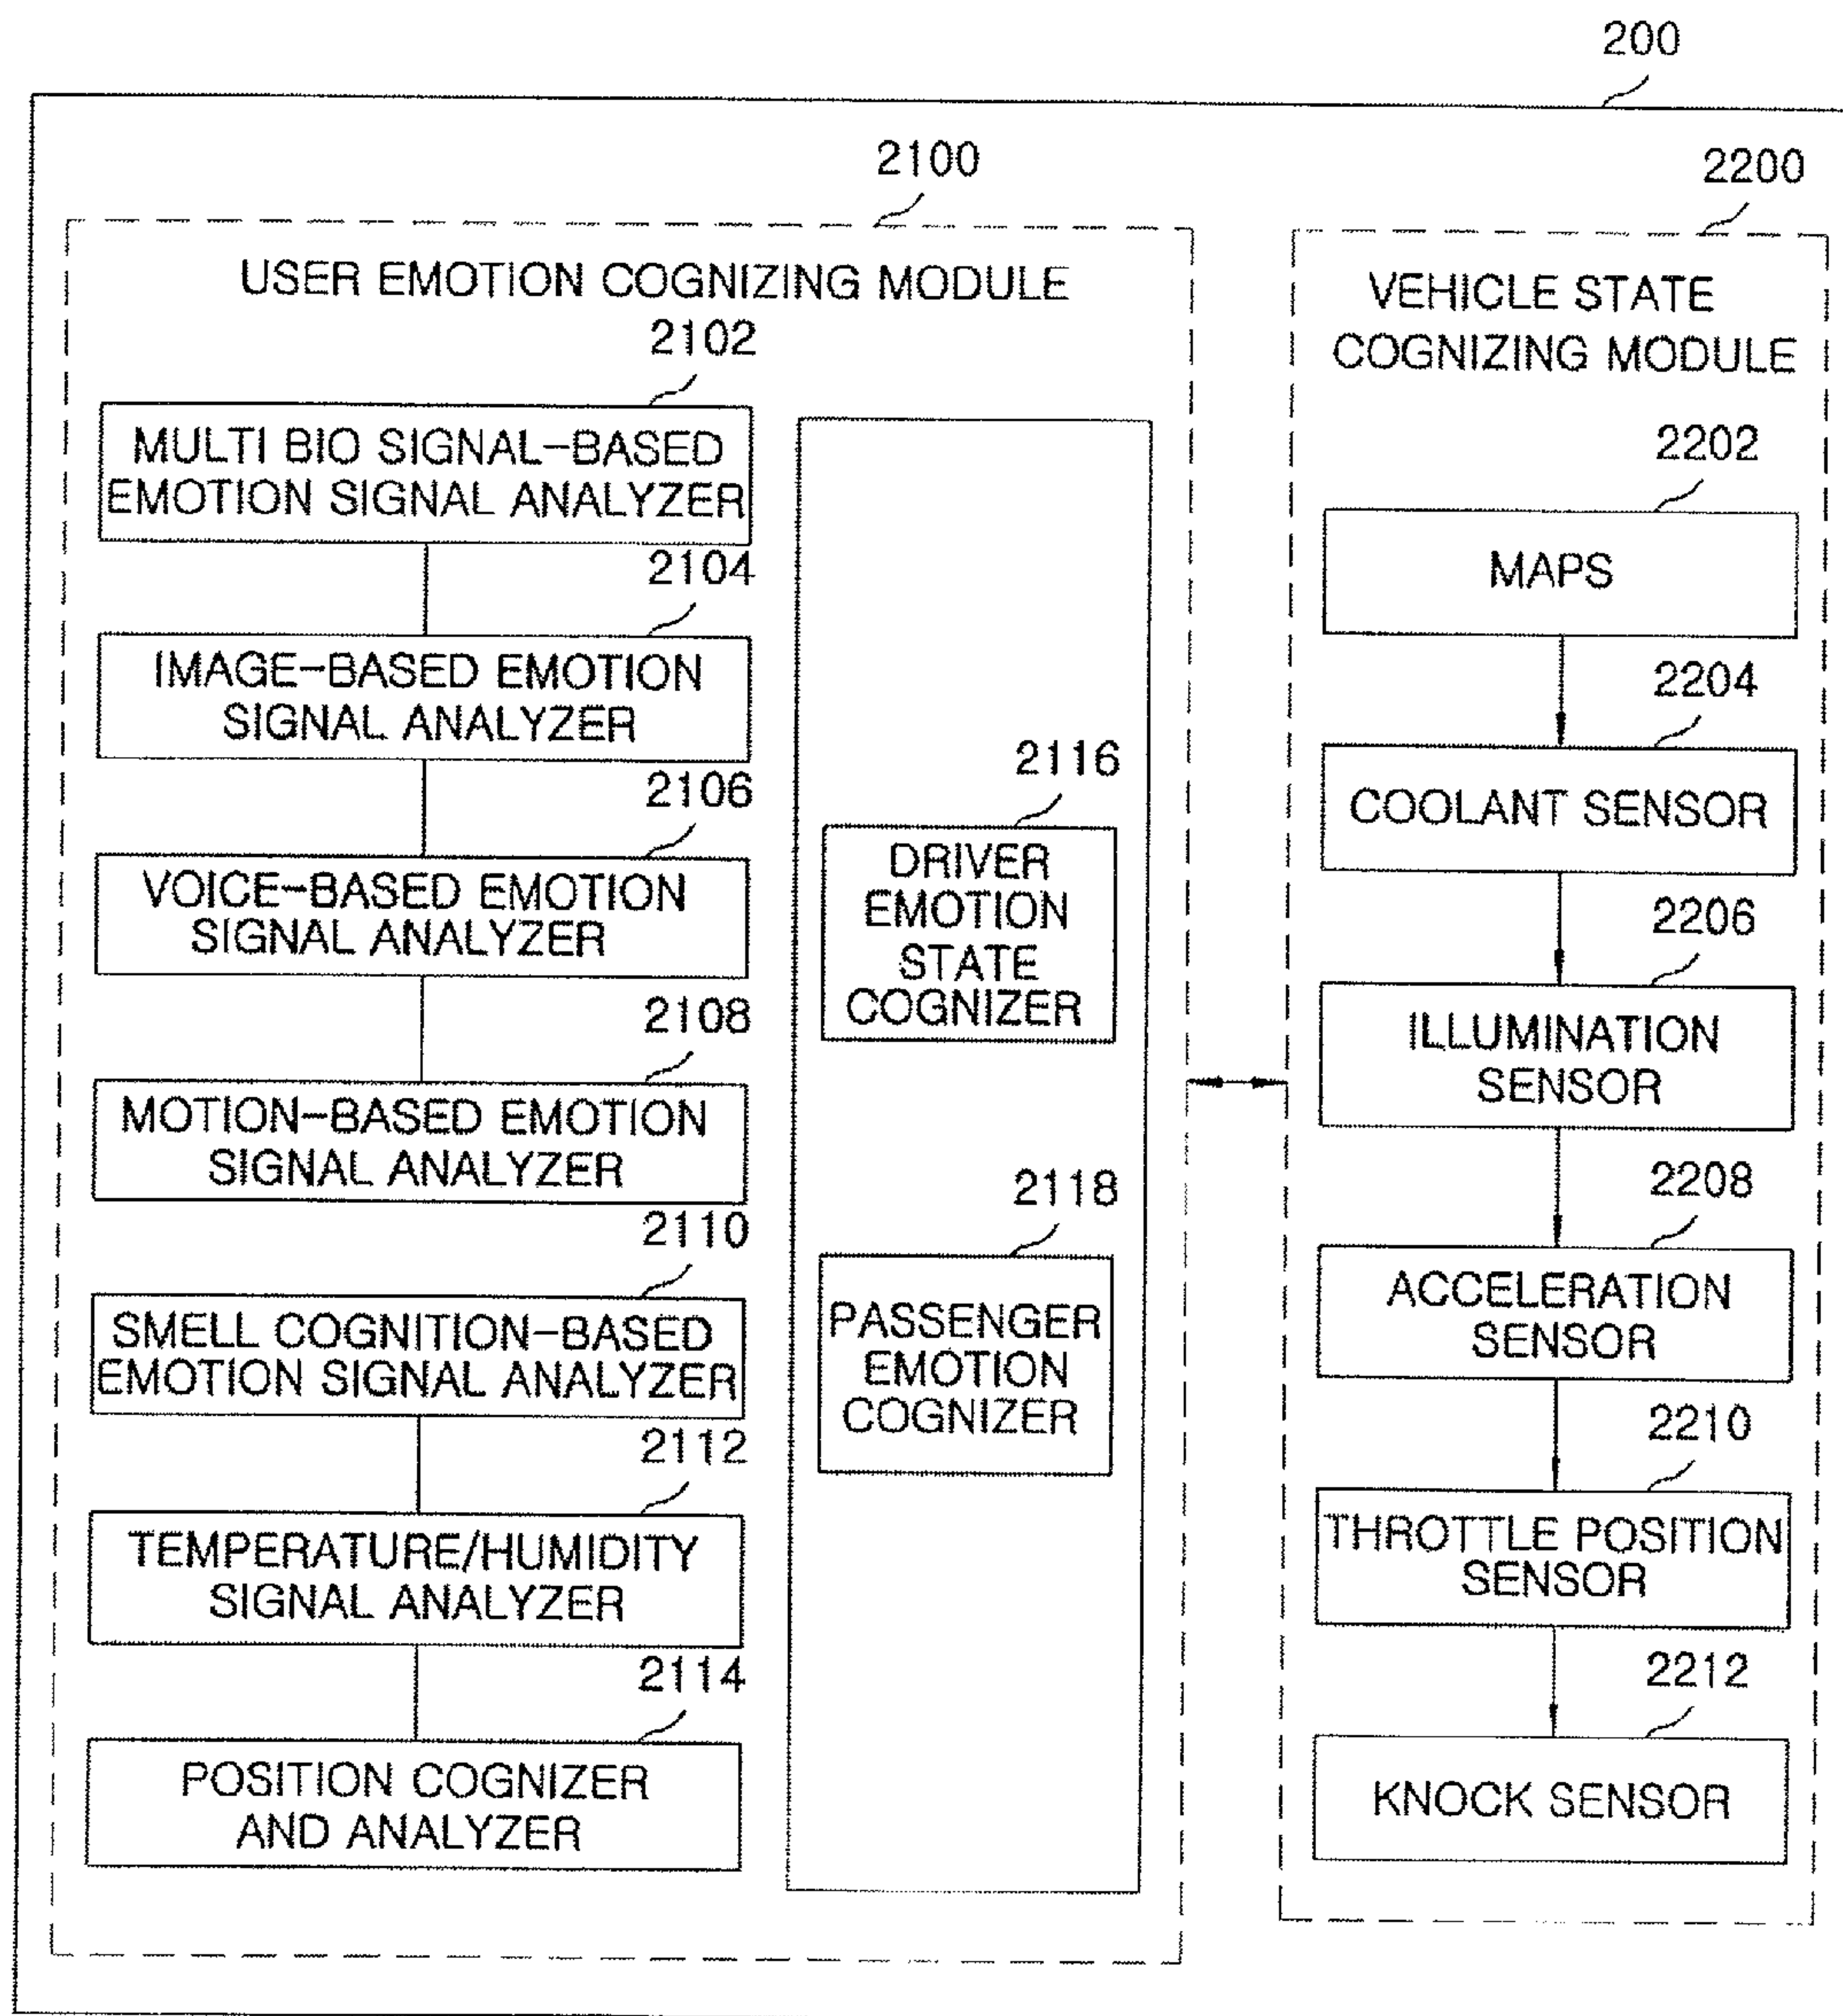 200
2100
USER EMOTION COGNIZING MODULE
2102
MULTI BIO SIGNAL-BASED
EMOTION SIGNAL ANALYZER
2104
IMAGE-BASED EMOTION
SIGNAL ANALYZER
2106
VOICE-BASED EMOTION
SIGNAL ANALYZER
2108
MOTION-BASED EMOTION
SIGNAL ANALYZER
2110
SMELL COGNITION-BASED
EMOTION SIGNAL ANALYZER
2112
TEMPERATURE/HUMIDITY
SIGNAL ANALYZER
2114
POSITION COGNIZER
AND ANALYZER
2116
DRIVER
EMOTION
STATE
COGNIZER
2118
PASSENGER
EMOTION
COGNIZER
2200
VEHICLE STATE
COGNIZING MODULE
2202
MAPS
2204
COOLANT SENSOR
2206
ILLUMINATION
SENSOR
2208
ACCELERATION
SENSOR
2210
THROTTLE POSITION
SENSOR
2212
KNOCK SENSOR